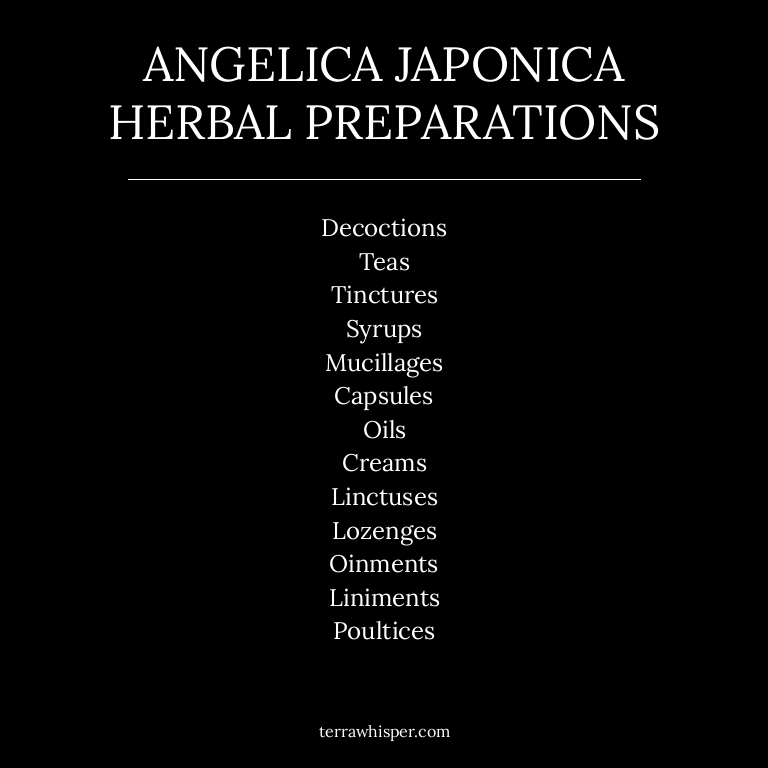 ANGELICA JAPONICA
HERBAL PREPARATIONS
Decoctions
Teas
Tinctures
Syrups
Mucillages
Capsules
Oils
Creams
Linctuses
Lozenges
Oinments
Liniments
Poultices
terrawhisper.com